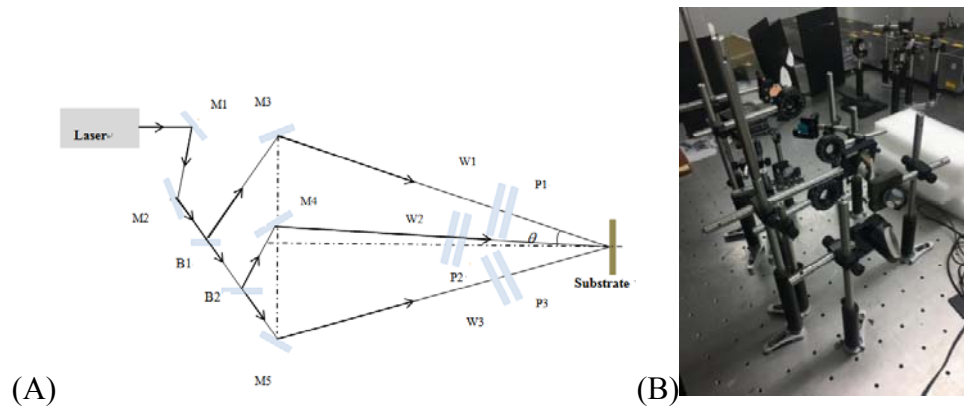 M1
M3
Laser
W1
P1
M4
M2
W2
θ
B1
P2
Substrate
B2
P3
W3
M5
(A)
(B)